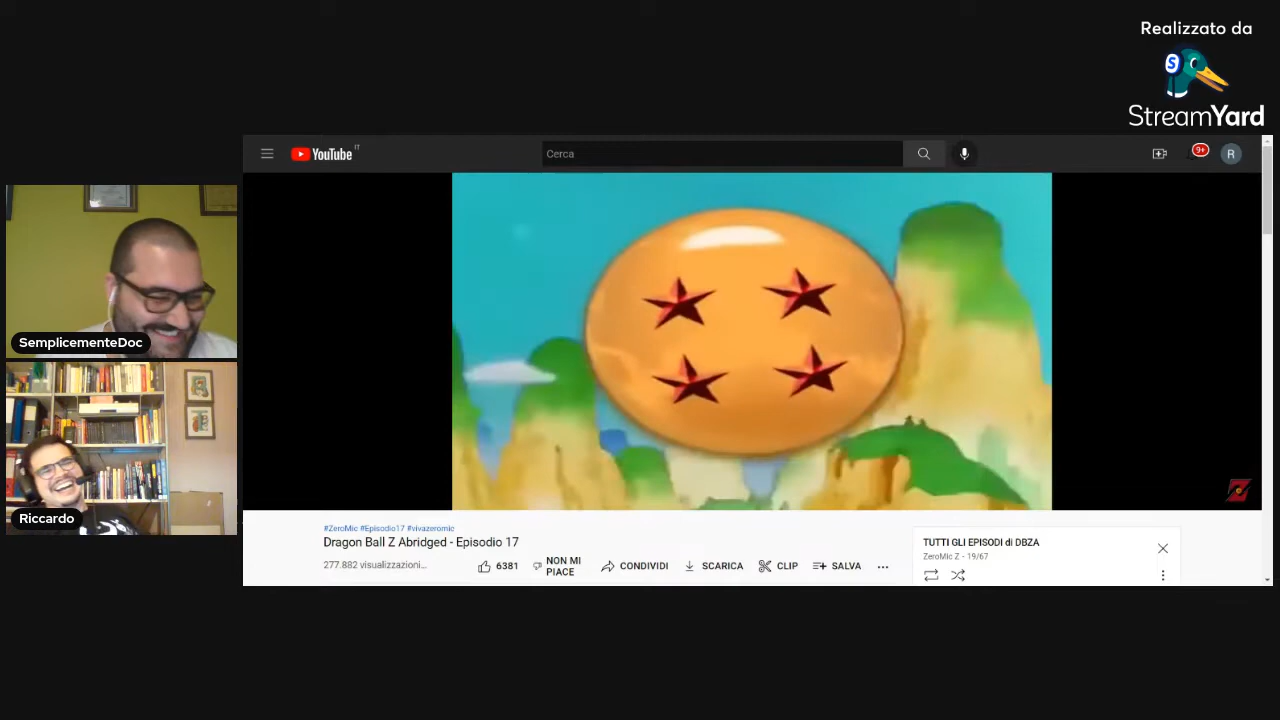 Realizzato da
StreamYard
YouTube IT
Cerca
9+
R
SemplicementeDoc
Riccardo
#ZeroMic #Episodio17 #vivazeromic
Dragon Ball Z Abridged - Episodio 17
277.882 visualizzazioni...
6381
NON MI
PIACE
CONDIVIDI
SCARICA
CLIP
SALVA
TUTTI GLI EPISODI di DBZA
ZeroMic Z - 19/67